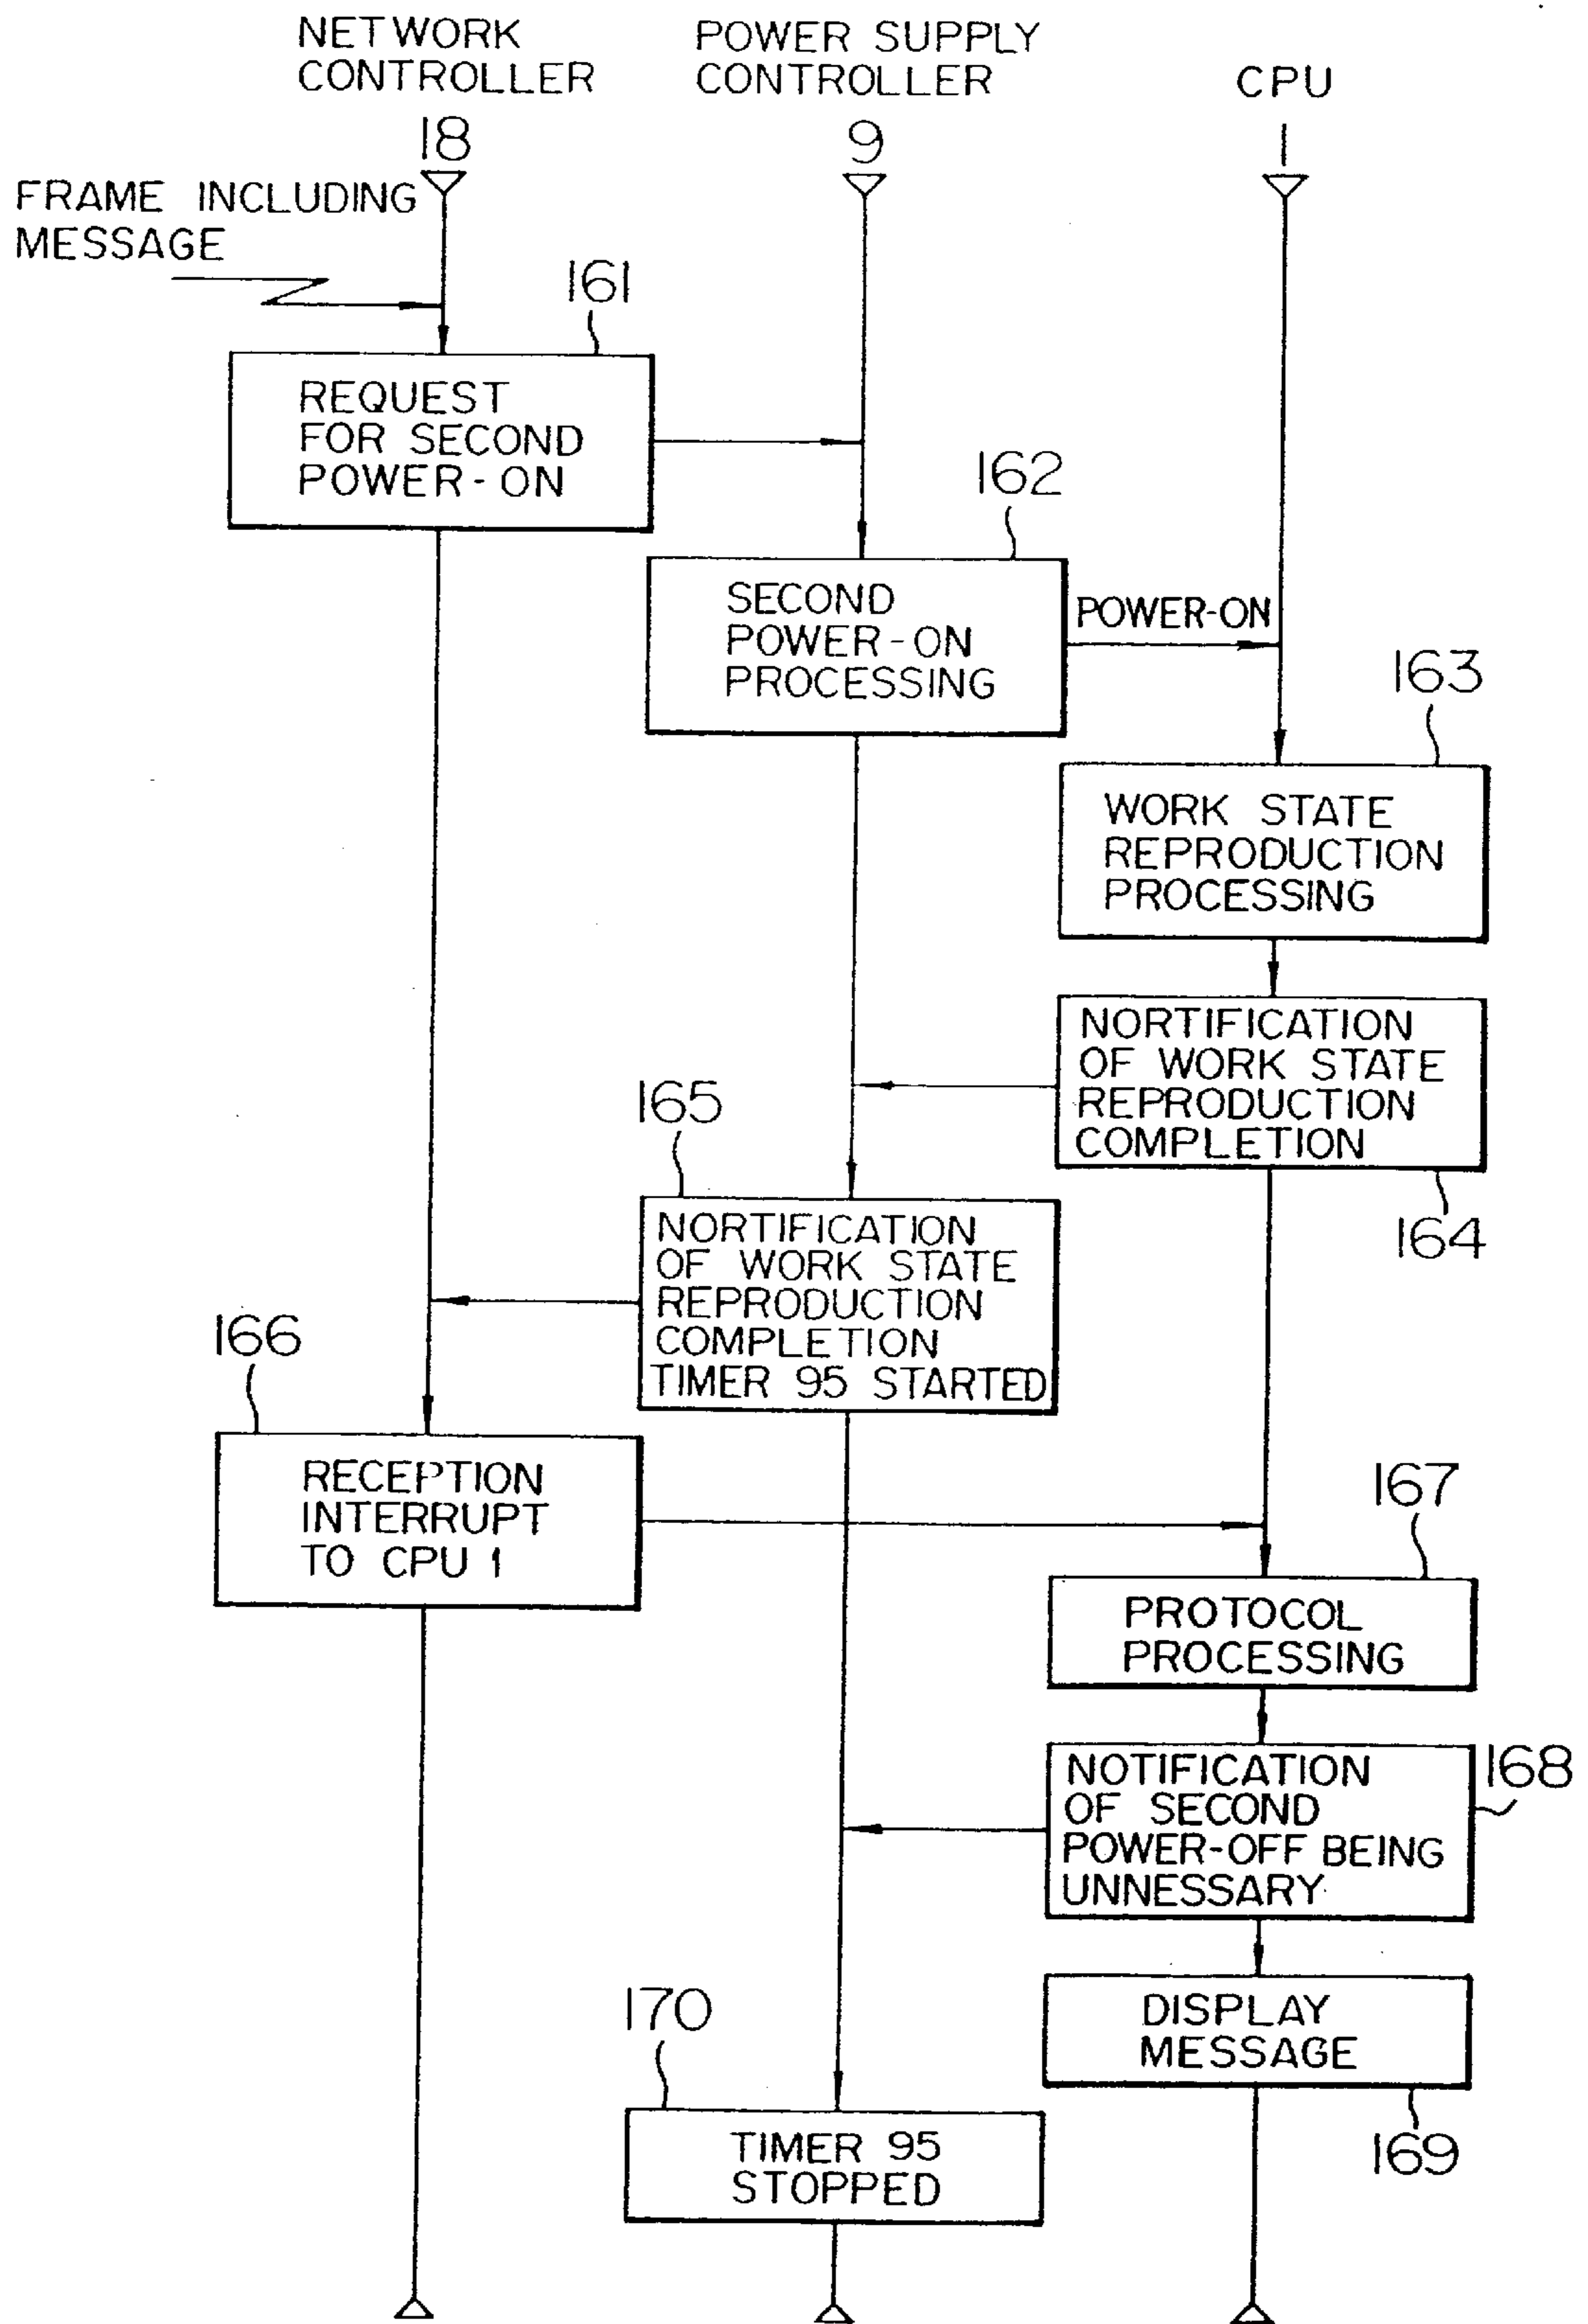 NETWORK
CONTROLLER
18
POWER SUPPLY
CONTROLLER
9
CPU
1
FRAME INCLUDING
MESSAGE
161
REQUEST
FOR SECOND
POWER-ON
162
SECOND
POWER-ON
PROCESSING
POWER-ON
163
WORK STATE
REPRODUCTION
PROCESSING
NORTIFICATION
OF WORK STATE
REPRODUCTION
COMPLETION
164
165
NORTIFICATION
OF WORK STATE
REPRODUCTION
COMPLETION
TIMER 95 STARTED
166
RECEPTION
INTERRUPT
TO CPU 1
167
PROTOCOL
PROCESSING
168
NOTIFICATION
OF SECOND
POWER-OFF BEING
UNNESSARY
DISPLAY
MESSAGE
169
170
TIMER 95
STOPPED